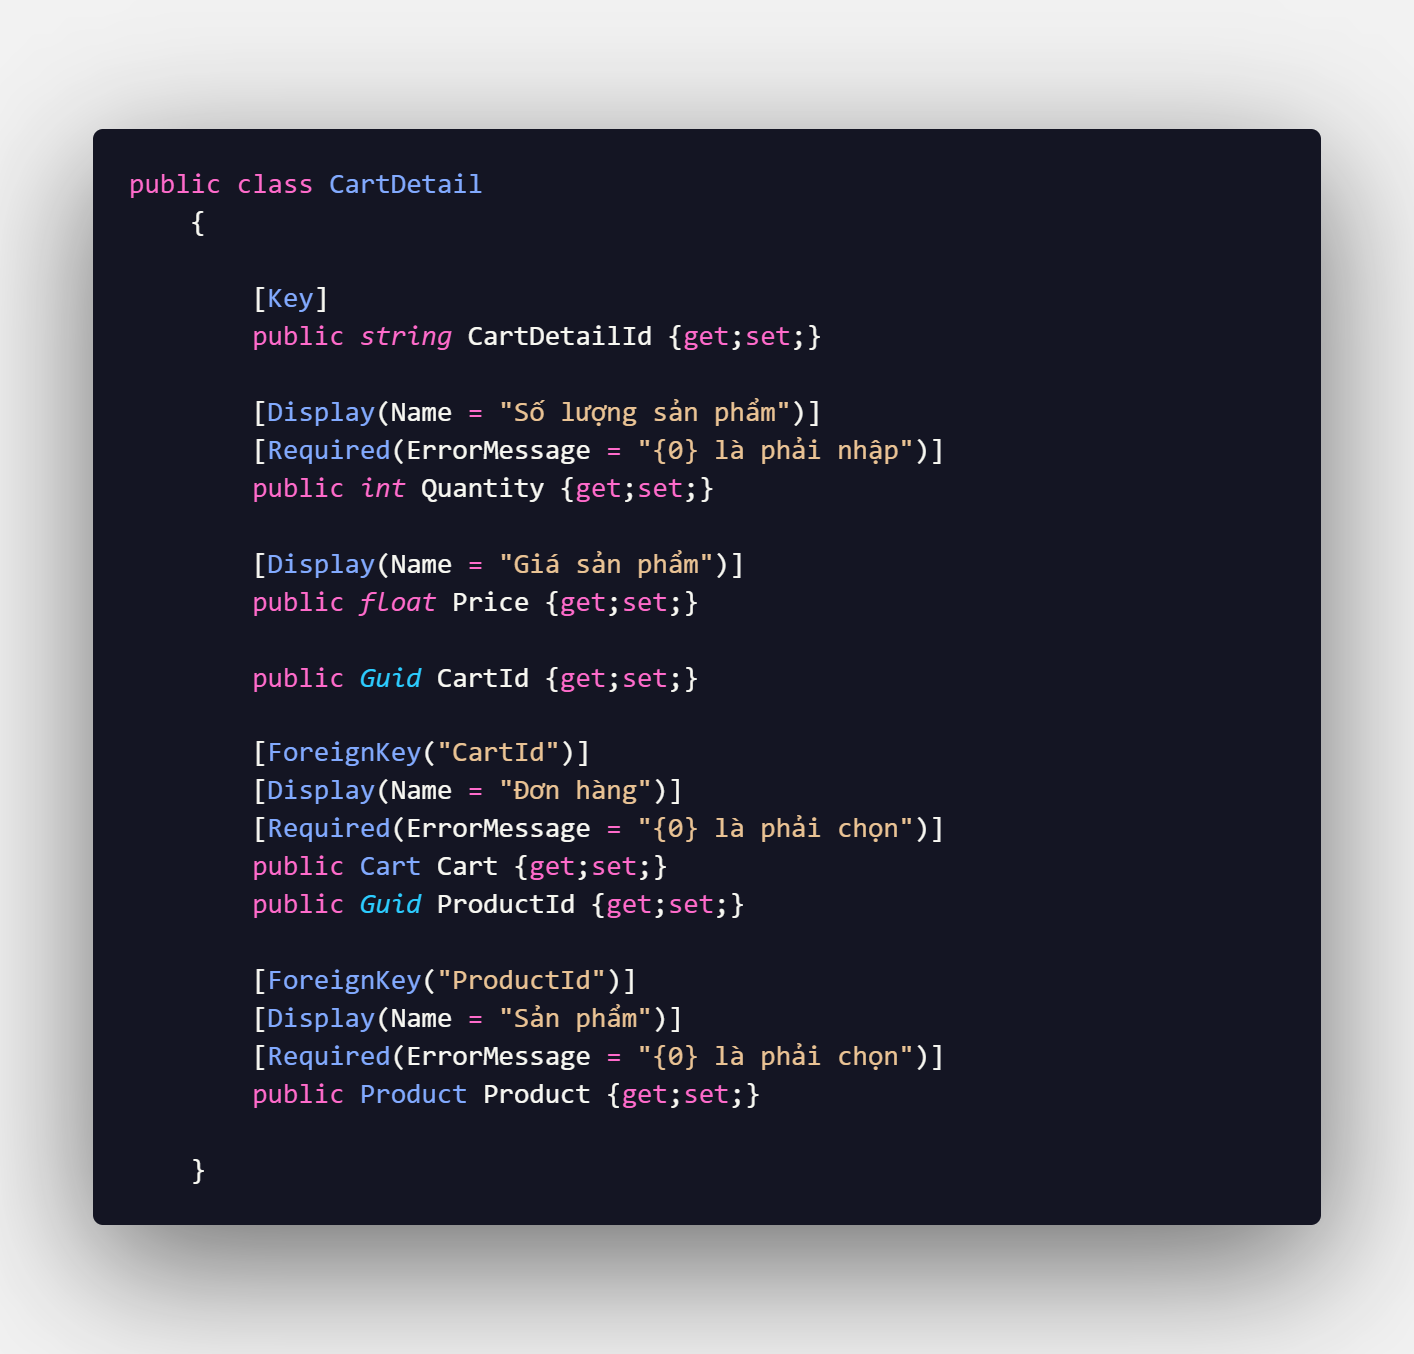 public class CartDetail
{
[Key]
public string CartDetailId {get;set;}
[Display(Name = "Số lượng sản phẩm")]
[Required(ErrorMessage = "{0} là phải nhập")]
public int Quantity {get;set;}
[Display(Name = "Giá sản phẩm")]
public float Price {get;set;}
public Guid CartId {get;set;}
[ForeignKey("CartId")]
[Display(Name = "Đơn hàng")]
[Required(ErrorMessage = "{0} là phải chọn")]
public Cart Cart {get;set;}
public Guid ProductId {get;set;}
[ForeignKey("ProductId")]
[Display(Name = "Sản phẩm")]
[Required(ErrorMessage = "{0} là phải chọn")]
public Product Product {get;set;}
}